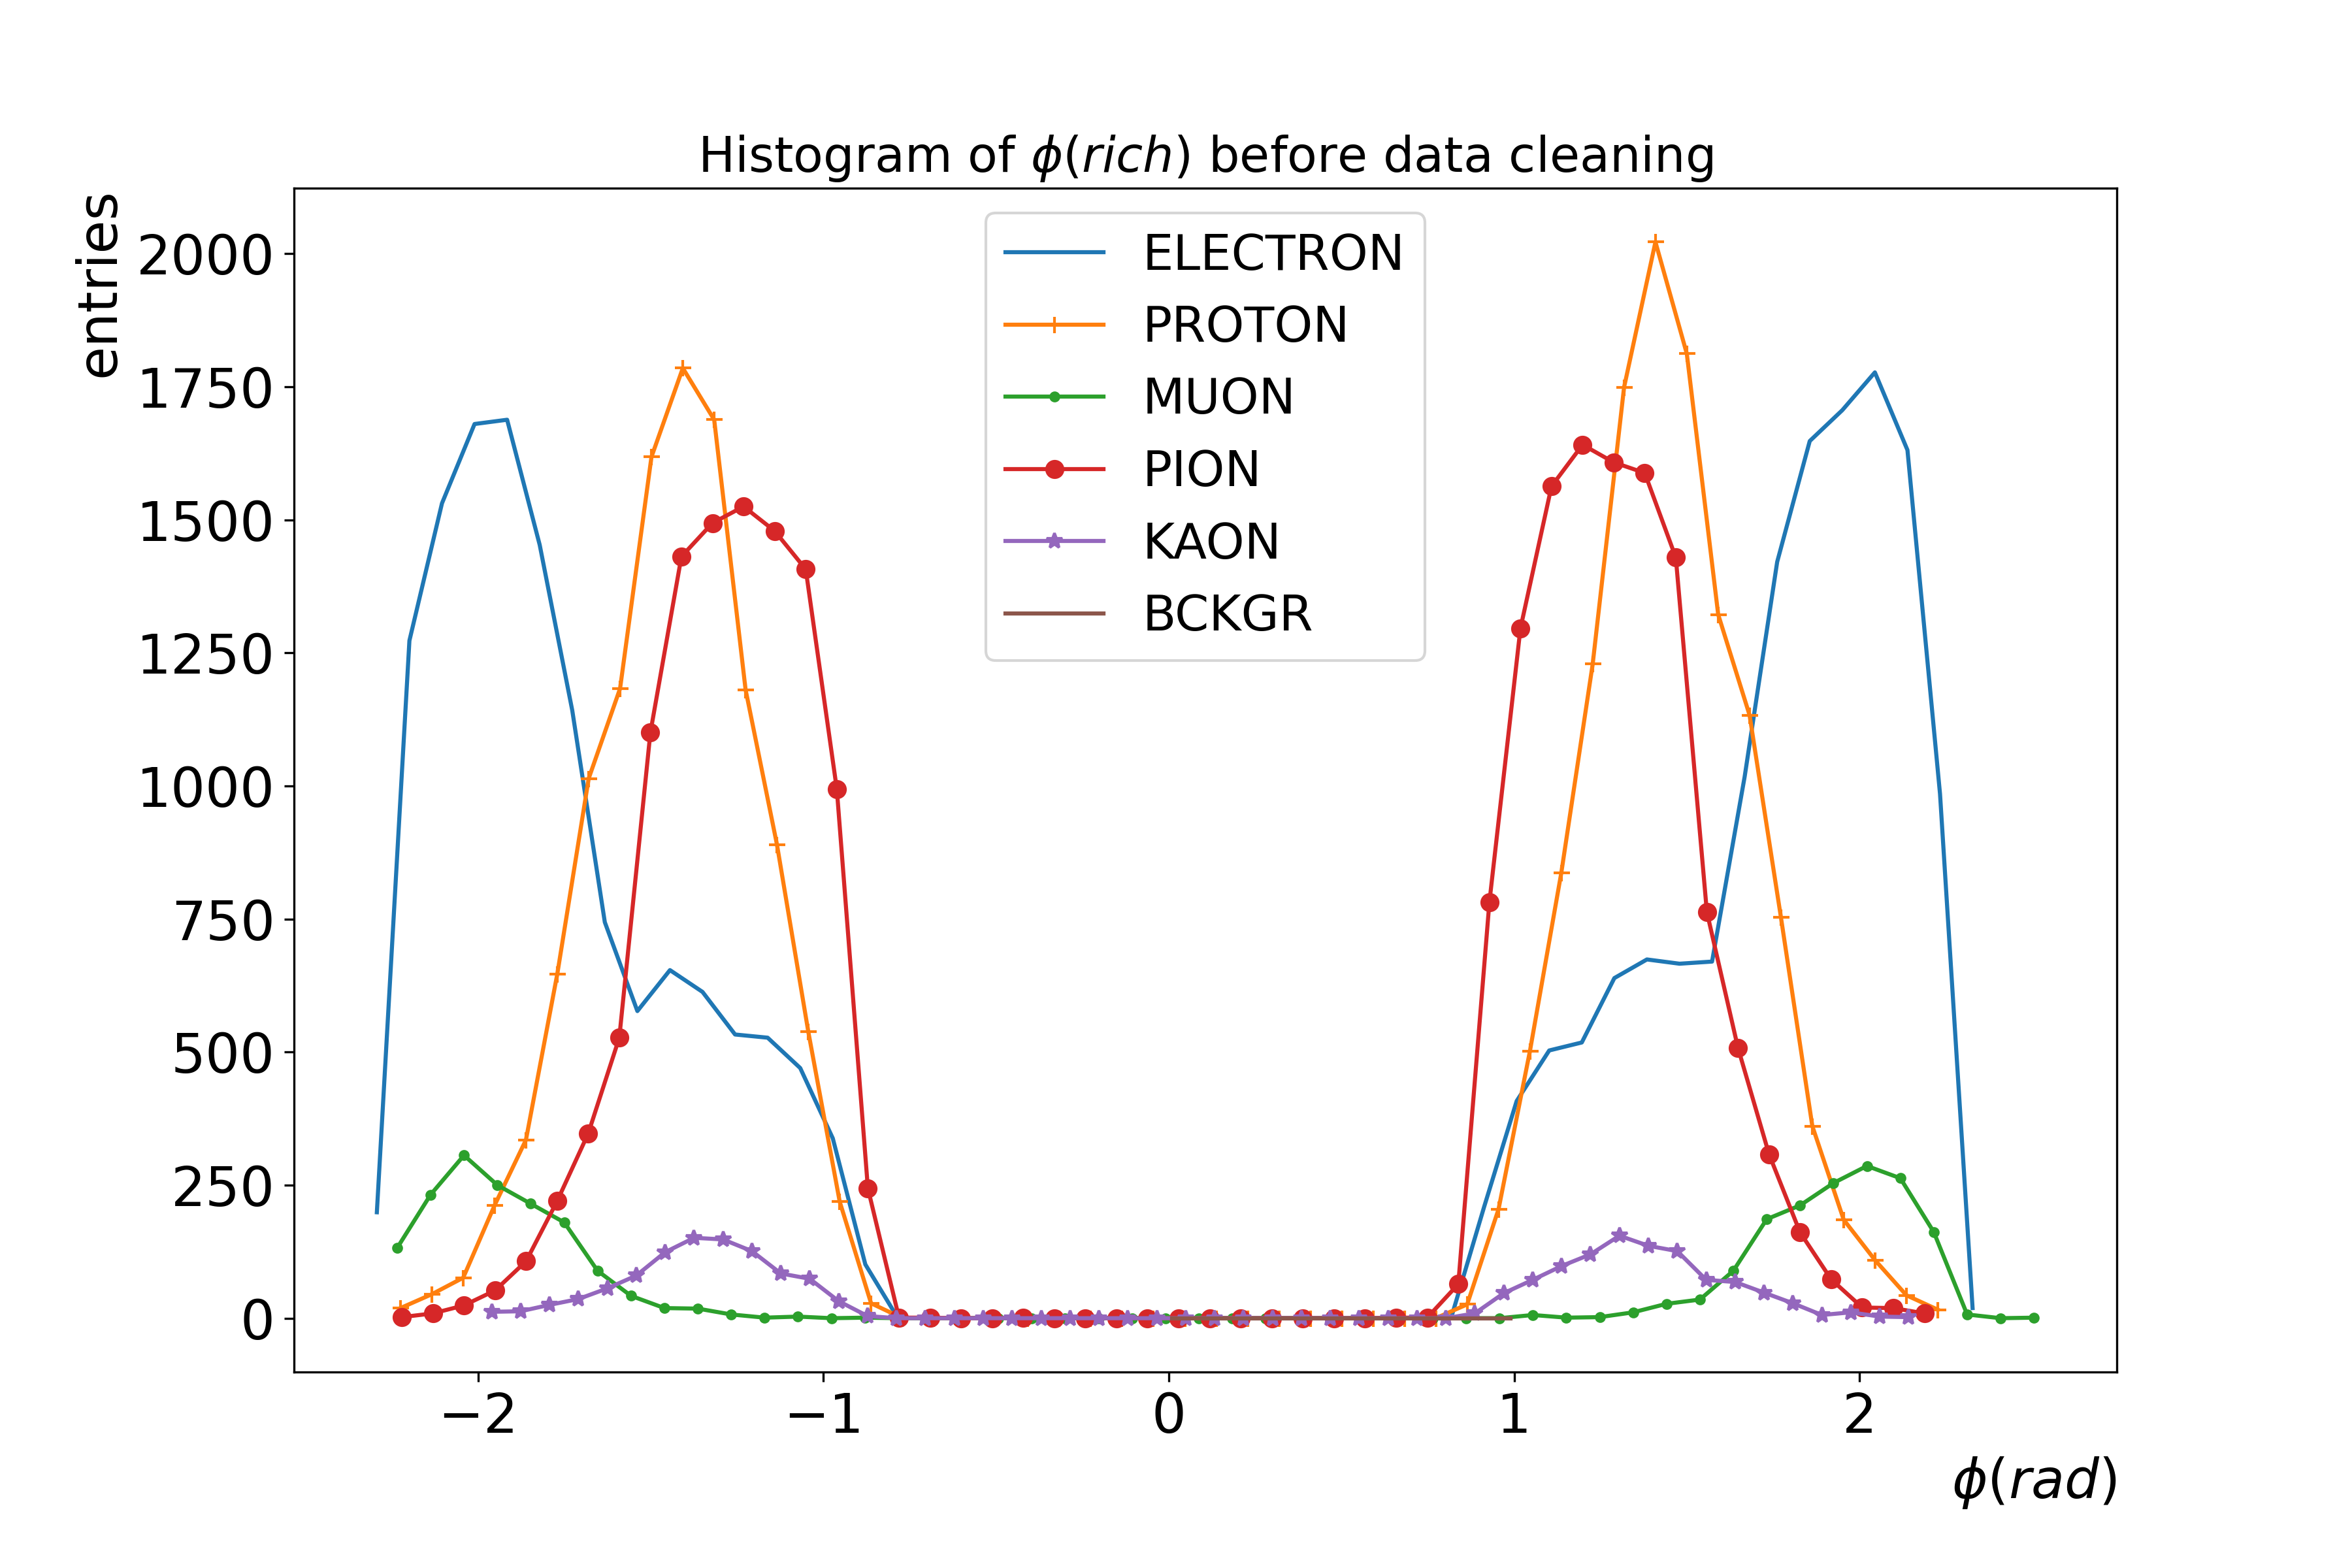 Histogram of ϕ(rich) before data cleaning
entries
2000
1750
1500
1250
1000
750
500
250
0
ELECTRON
PROTON
MUON
PION
KAON
BCKGR
−2 −1 0 1 2
ϕ(rad)